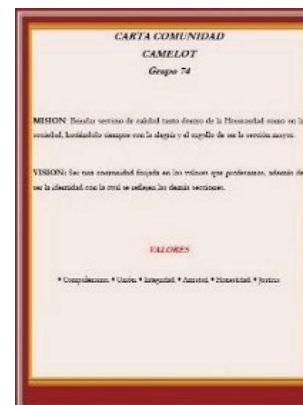 CARTA COMUNIDAD
CAMELOT
Grupo 74
MISION: Brindar servicio de calidad tanto dentro de la Hermandad como en la
sociedad, haciéndolo siempre con la alegría y el orgullo de ser la sección mayor.
VISION: Ser una comunidad forjada en los valores que profesamos, además de
ser la identidad con la cual se reflejen las demás secciones.
VALORES
• Compañerismo. • Unión. • Integridad. • Amistad. • Honestidad. • Justicia.